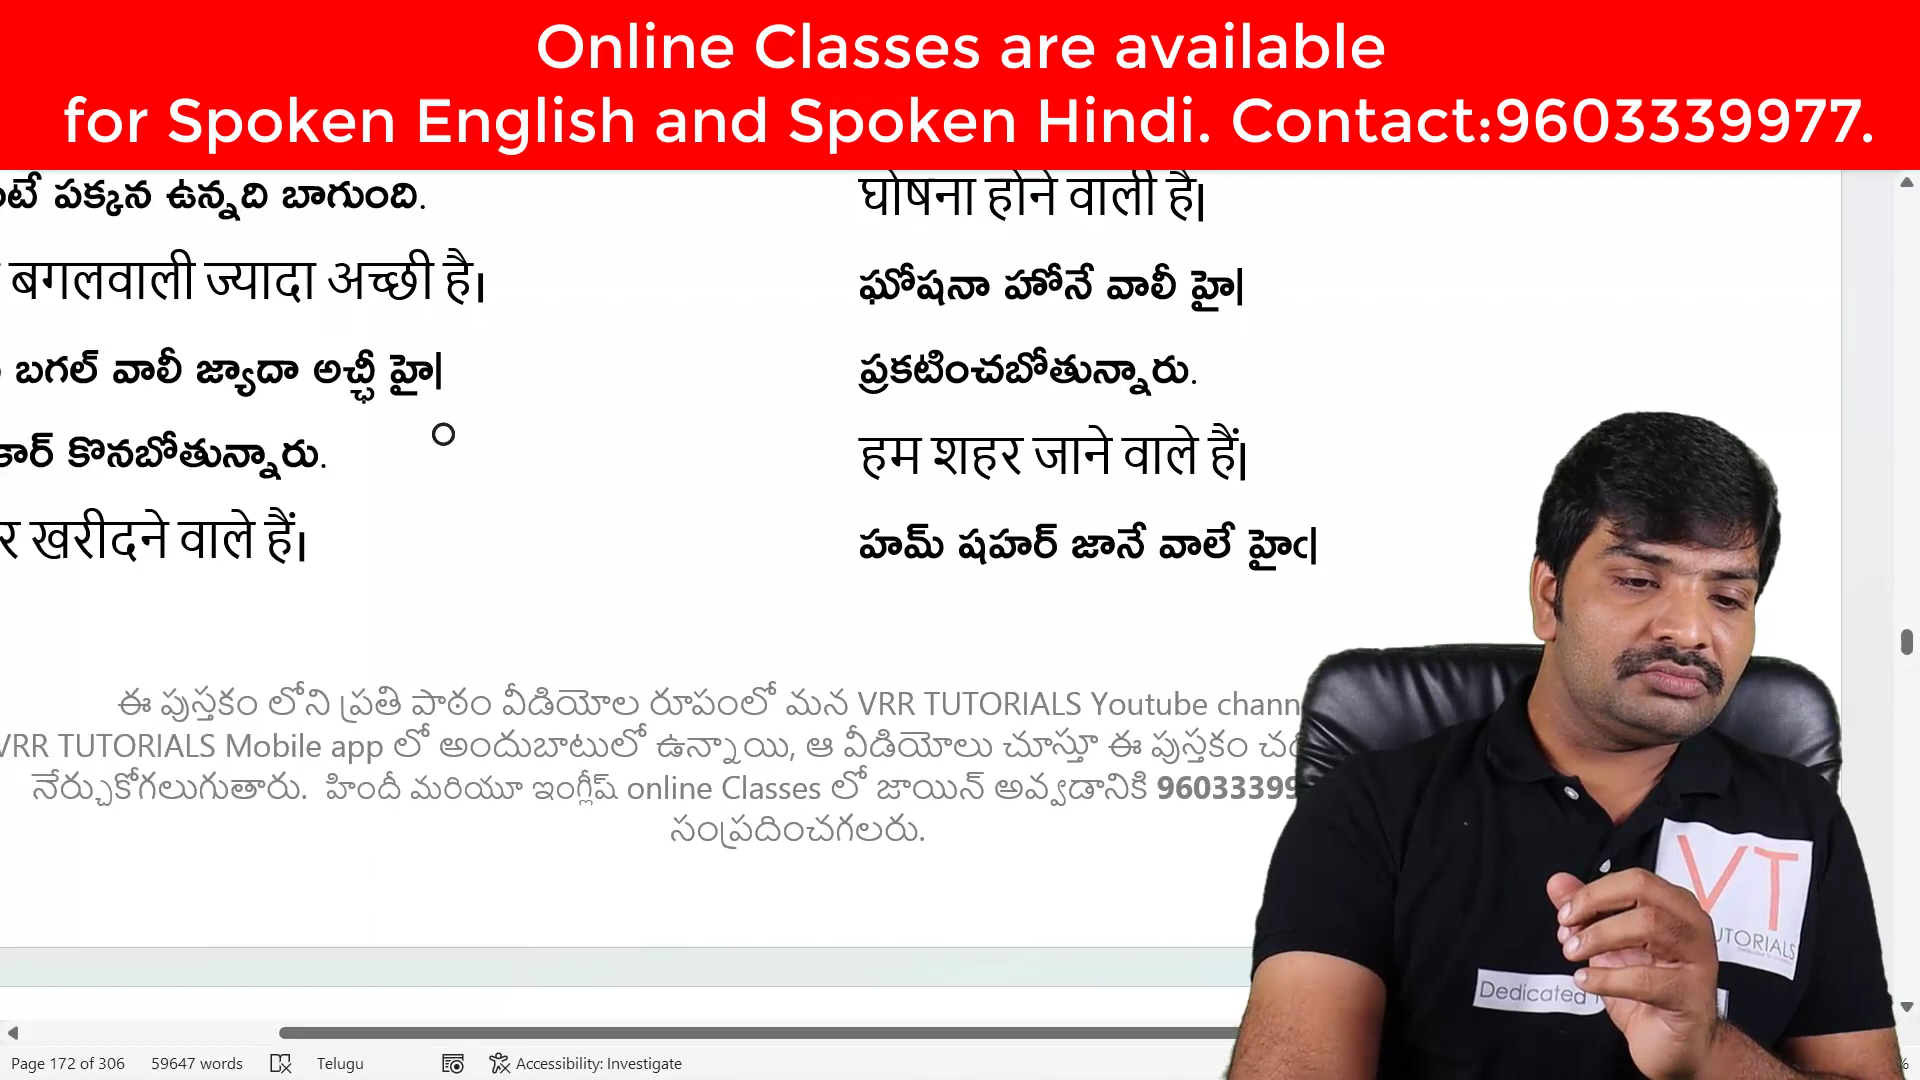 Online Classes are available
for Spoken English and Spoken Hindi. Contact:9603339977.
పక్కన ఉన్నది బాగుంది.
बगलवाली ज्यादा अच्छी है।
బగల్ వాలీ జ్యాదా అచ్ఛీ హై|
కార్ కొనబోతున్నారు.
खरीदने वाले हैं।
घोषना होने वाली है|
ఘోషనా హోనే వాలీ హై|
ప్రకటించబోతున్నారు.
हम शहर जाने वाले हैं|
హమ్ షహర్ జానే వాలే హైఁ|
ఈ పుస్తకం లోని ప్రతి పాఠం వీడియోల రూపంలో మన VRR TUTORIALS Youtube
VRR TUTORIALS Mobile app లో అందుబాటులో ఉన్నాయి, ఆ వీడియోలు చూస్తూ ఈ పుస్తకం
నేర్చుకోగలుగుతారు. హిందీ మరియూ ఇంగ్లీష్ online Classes లో జాయిన్ అవ్వడానికి 96033399
సంప్రదించగలరు.
VT
UTORIALS
Dedicated
Page 172 of 306 59647 words Telugu Accessibility: Investigate